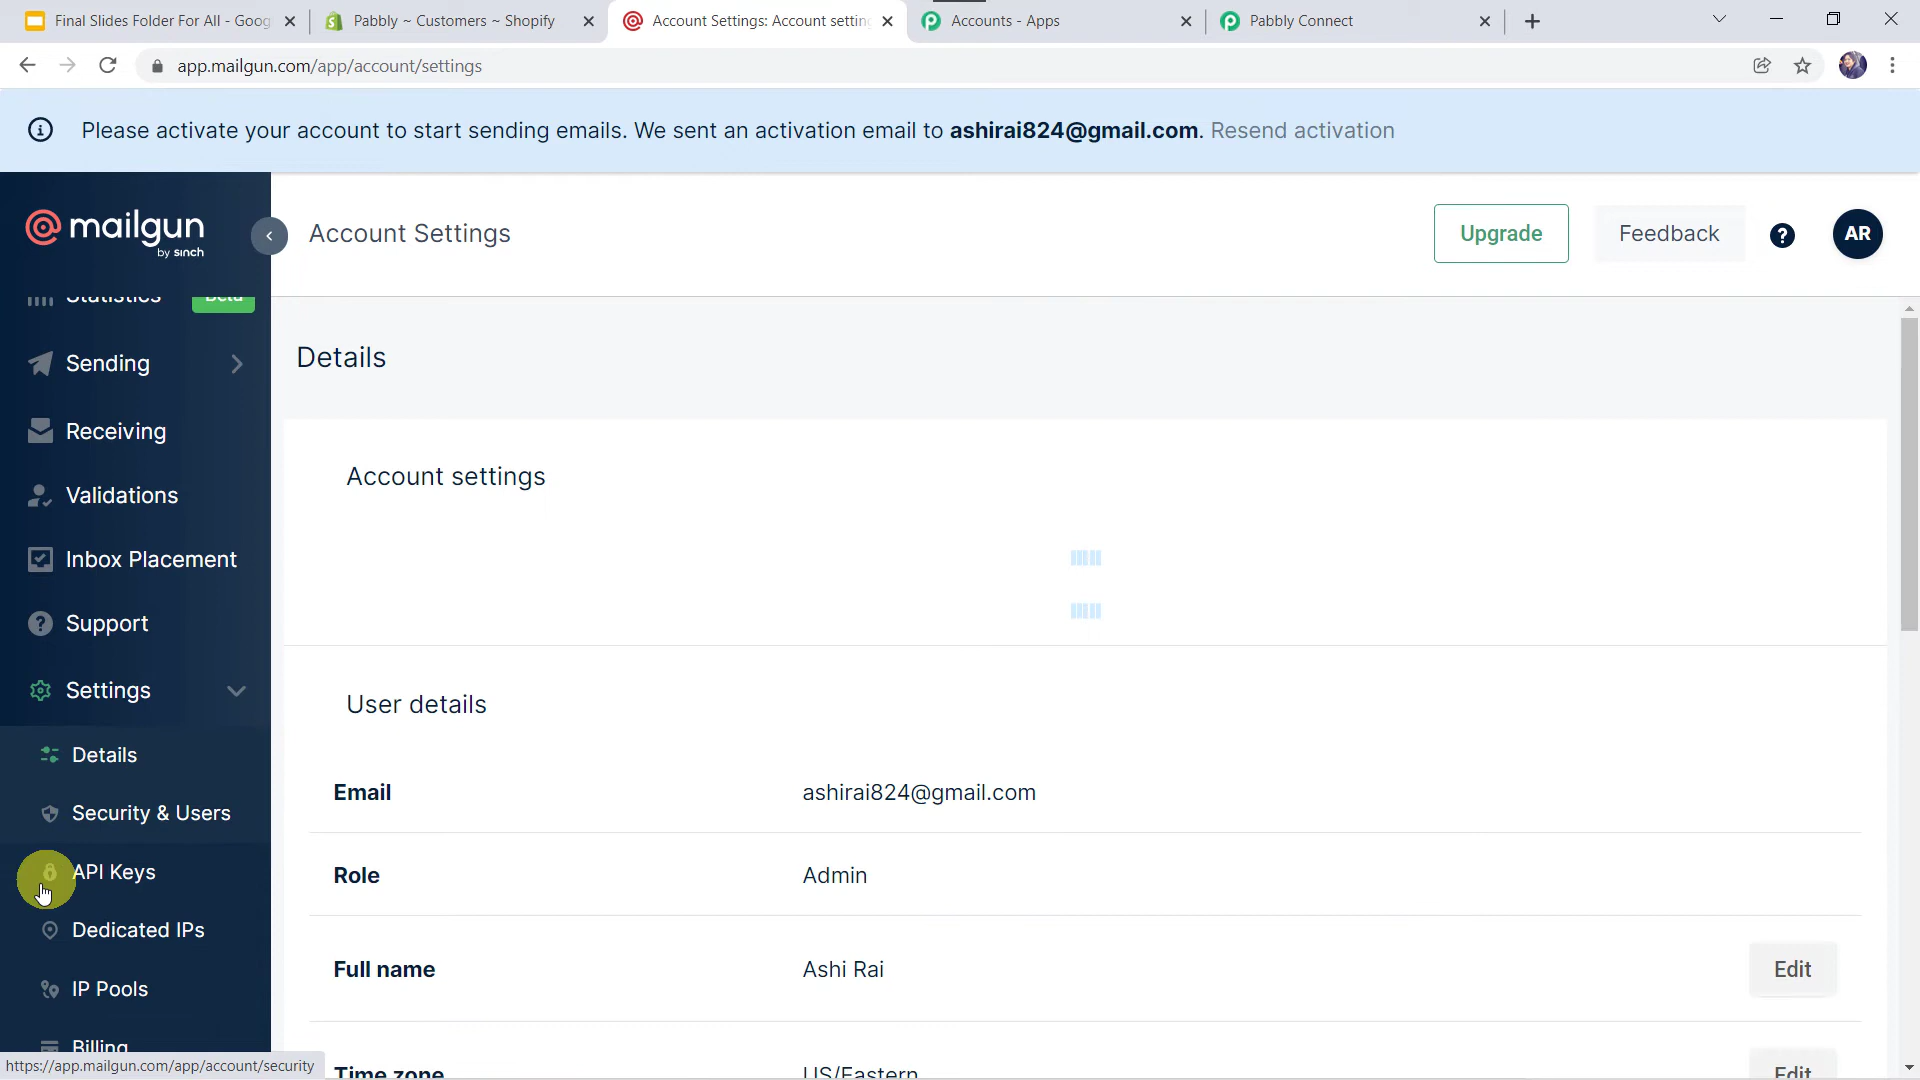 Final Slides Folder For All - Goog
Pabbly ~ Customers ~ Shopify
Account Settings: Account settin
Accounts - Apps
Pabbly Connect
app.mailgun.com/app/account/settings
Please activate your account to start sending emails. We sent an activation email to ashirai824@gmail.com. Resend activation
mailgun
by sinch
Account Settings
Upgrade
Feedback
AR
Statistics
Beta
Sending
Receiving
Validations
Inbox Placement
Support
Settings
Details
Security & Users
API Keys
Dedicated IPs
IP Pools
Billing
Details
Account settings
User details
Email ashirai824@gmail.com
Role Admin
Full name Ashi Rai Edit
Time zone US/Eastern Edit
https://app.mailgun.com/app/account/security